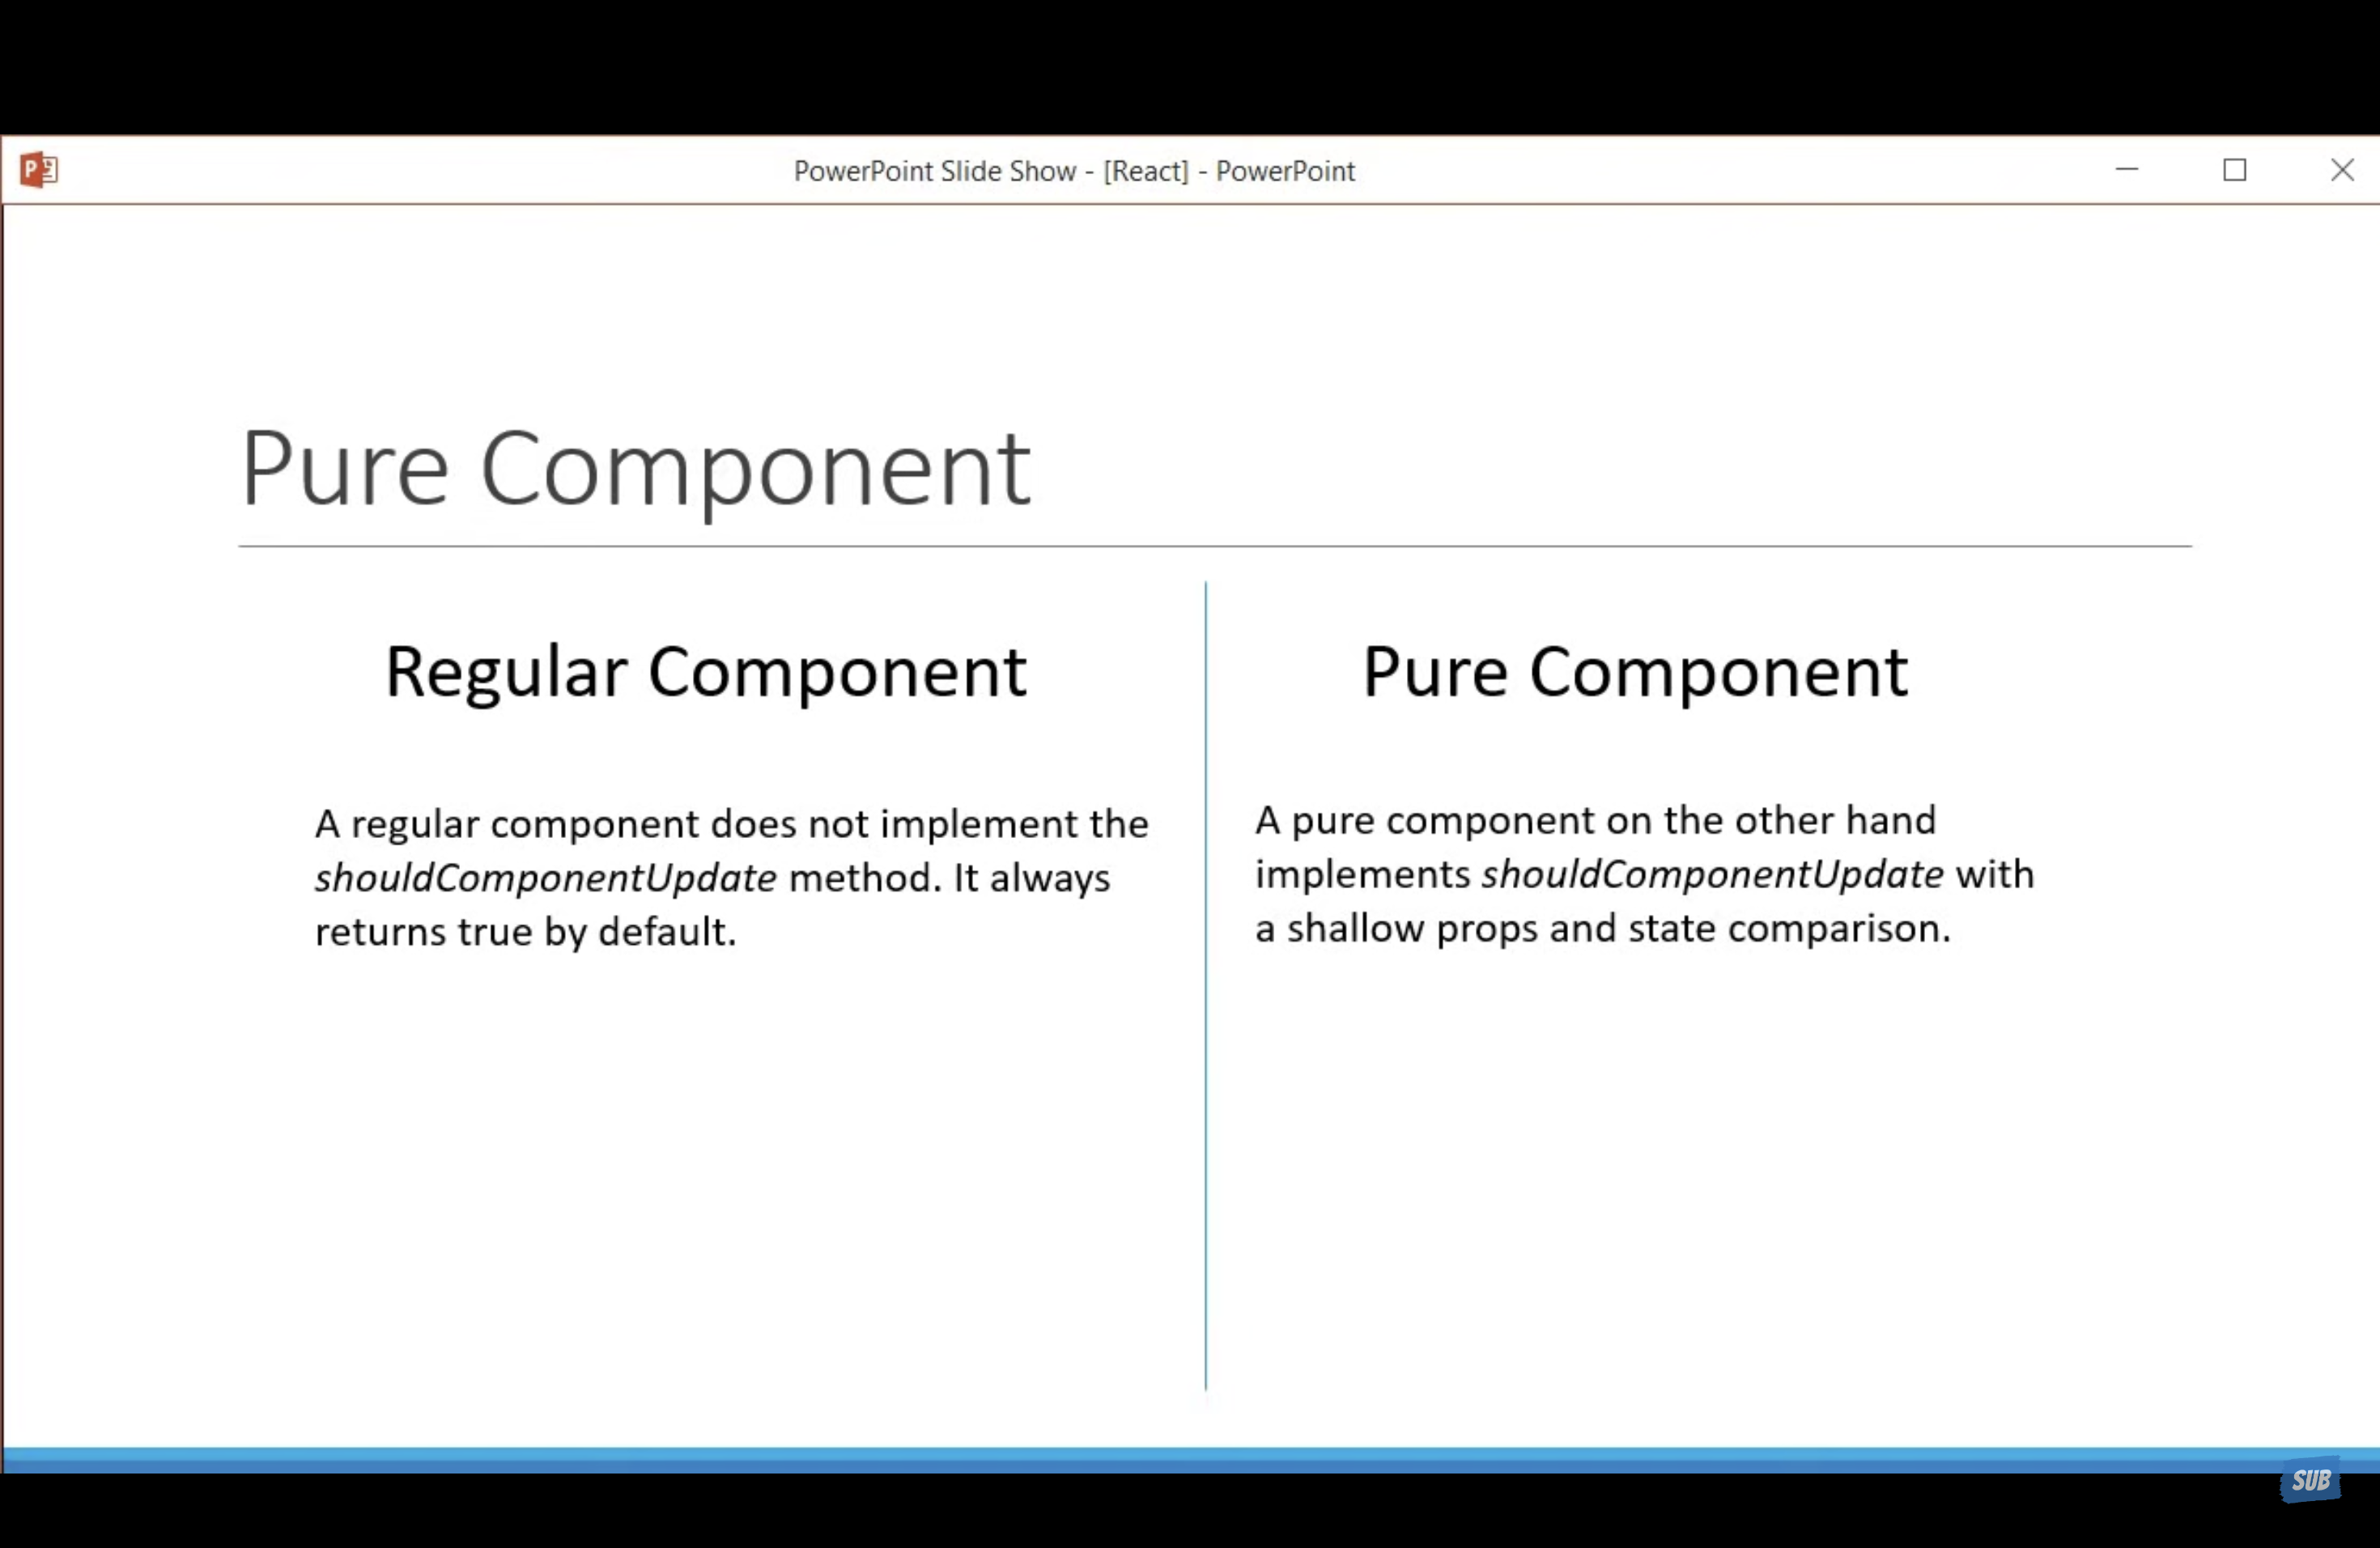 PowerPoint Slide Show - [React] - PowerPoint
Pure Component
Regular Component
A regular component does not implement the
shouldComponentUpdate method. It always
returns true by default.
Pure Component
A pure component on the other hand
implements shouldComponentUpdate with
a shallow props and state comparison.
SUB